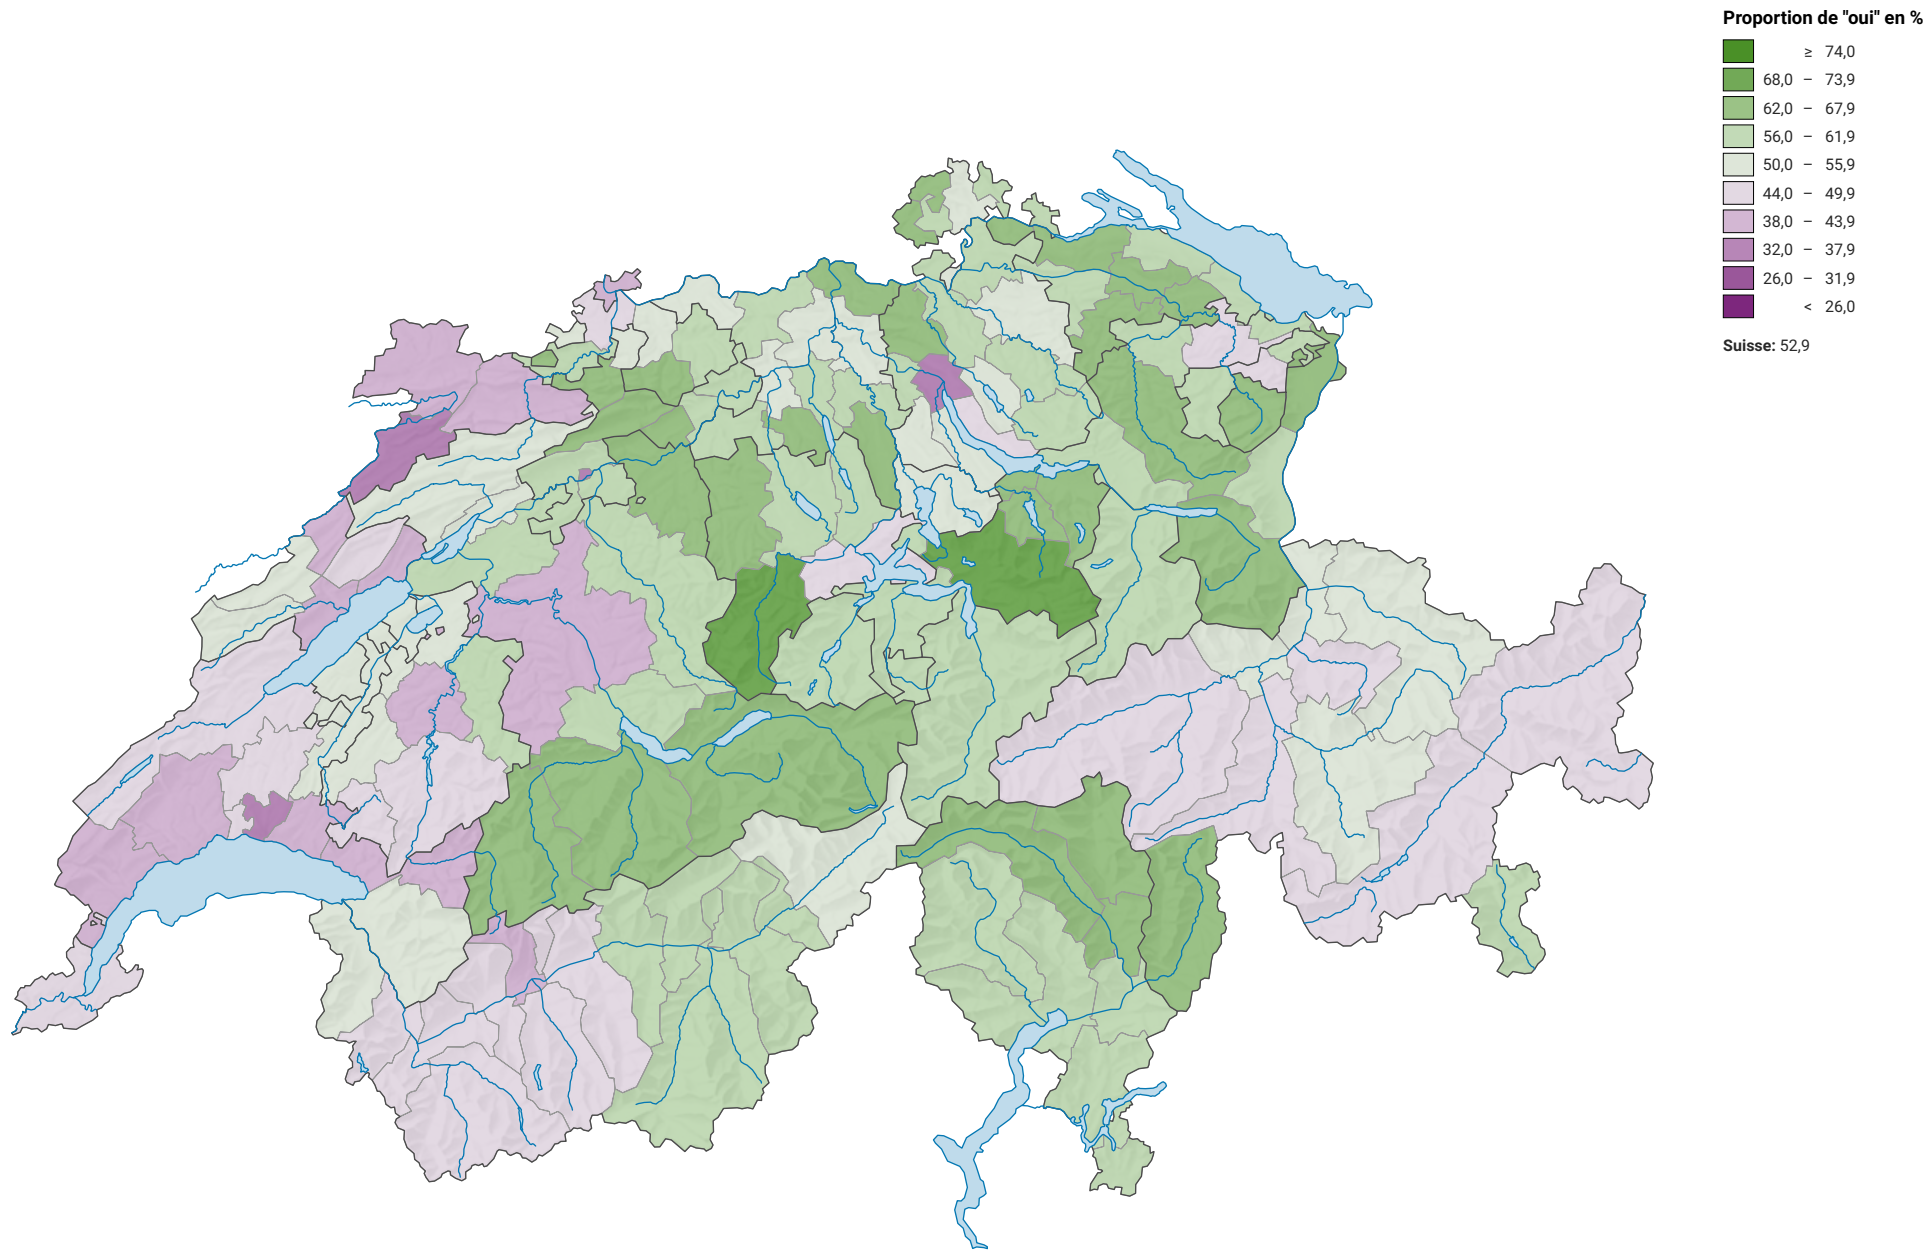 Proportion de "oui" en %
≥ 74,0
68,0 – 73,9
62,0 – 67,9
56,0 – 61,9
50,0 – 55,9
44,0 – 49,9
38,0 – 43,9
32,0 – 37,9
26,0 – 31,9
< 26,0
Suisse: 52,9